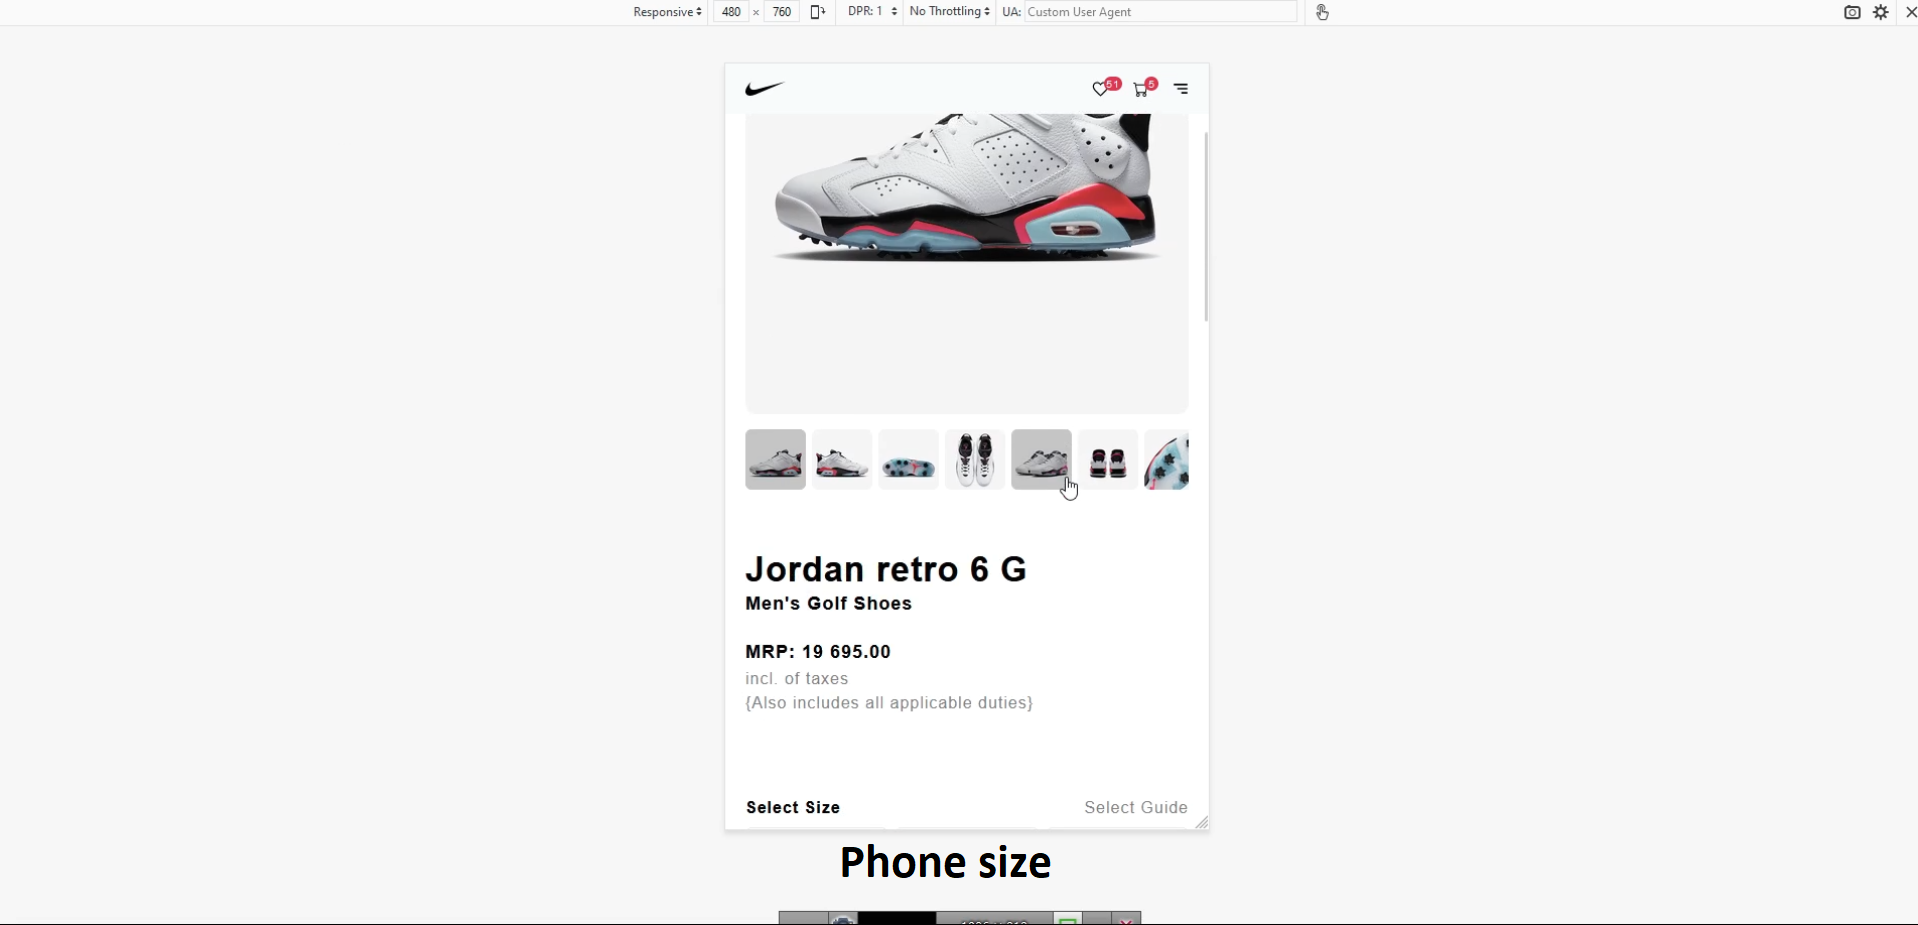 Responsive 480 × 760 DPR: 1 No Throttling UA: Custom User Agent
51 5
Jordan retro 6 G
Men's Golf Shoes
MRP: 19 695.00
incl. of taxes
{Also includes all applicable duties}
Select Size Select Guide
Phone size